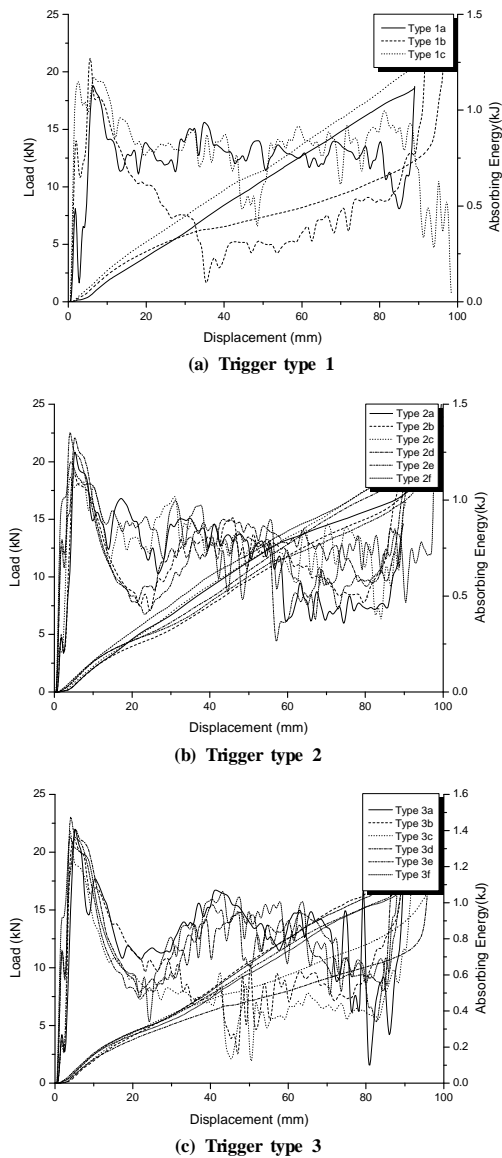 25
20
15
10
5
0
0 20 40 60 80 100
1.5
1.0
0.5
0.0
Load (kN)
Absorbing Energy(kJ)
Displacement (mm)
Type 1a
Type 1b
Type 1c
(a) Trigger type 1
25
20
15
10
5
0
0 20 40 60 80 100
1.5
1.0
0.5
0.0
Load (kN)
Absorbing Energy(kJ)
Displacement (mm)
Type 2a
Type 2b
Type 2c
Type 2d
Type 2e
Type 2f
(b) Trigger type 2
25
20
15
10
5
0
0 20 40 60 80 100
1.6
1.4
1.2
1.0
0.8
0.6
0.4
0.2
0.0
Load (kN)
Absorbing Energy(kJ)
Displacement (mm)
Type 3a
Type 3b
Type 3c
Type 3d
Type 3e
Type 3f
(c) Trigger type 3